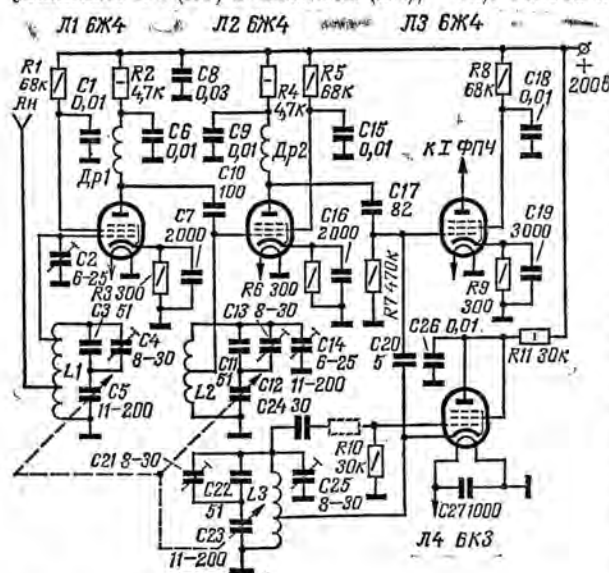 Л1 6Ж4
Л2 6Ж4
Л3 6Ж4
R1
68к
C1
0,01
R2
4,7к
C8
0,03
R4
4,7к
R5
68к
R8
68к
C18
0,01
+
200в
Ян
C6
0,01
C9
0,01
C15
0,01
К I ФПЧ
Др1
Др2
C10
100
C17
82
C7
2000
C16
2000
C19
3000
C2
6-25
R3 300
R6 300
R7 470к
R9
300
C3 51
C4
8-30
C13 8-30
C14
6-25
C20
5
C26 0,01
R11 30к
L1
L2
C11
51
C12
11-200
C5
11-200
C24 30
R10
30к
C21 8-30
C22
51
L3
C25
8-30
C23
11-200
C27 1000
Л4 6К3